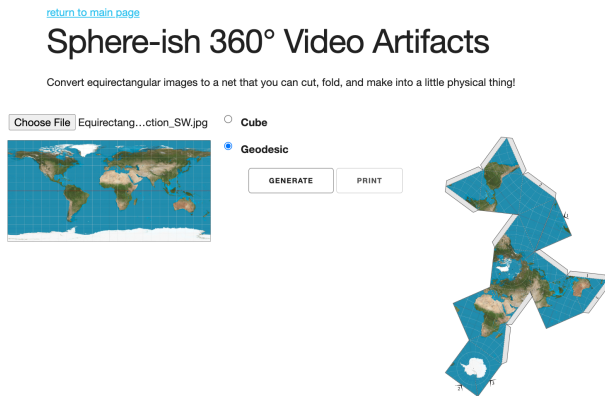 return to main page
Sphere-ish 360° Video Artifacts
Convert equirectangular images to a net that you can cut, fold, and make into a little physical thing!
Choose File Equirectang…ction_SW.jpg
Cube
Geodesic
GENERATE PRINT